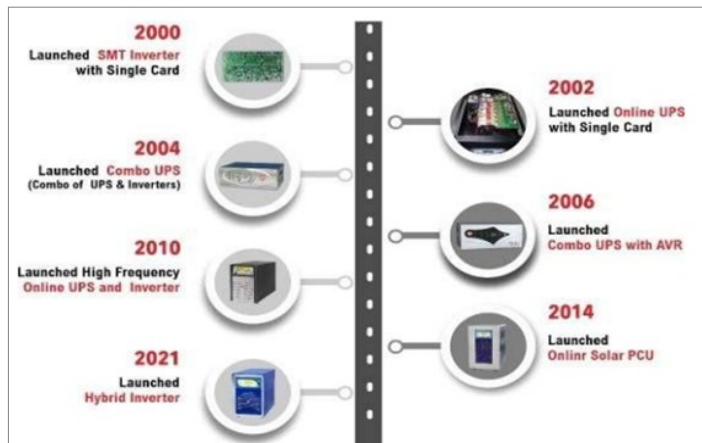 2000
Launched SMT Inverter
with Single Card
2002
Launched Online UPS
with Single Card
2004
Launched Combo UPS
(Combo of UPS & Inverters)
2006
Launched
Combo UPS with AVR
2010
Launched High Frequency
Online UPS and Inverter
2014
Launched
Onlinr Solar PCU
2021
Launched
Hybrid Inverter